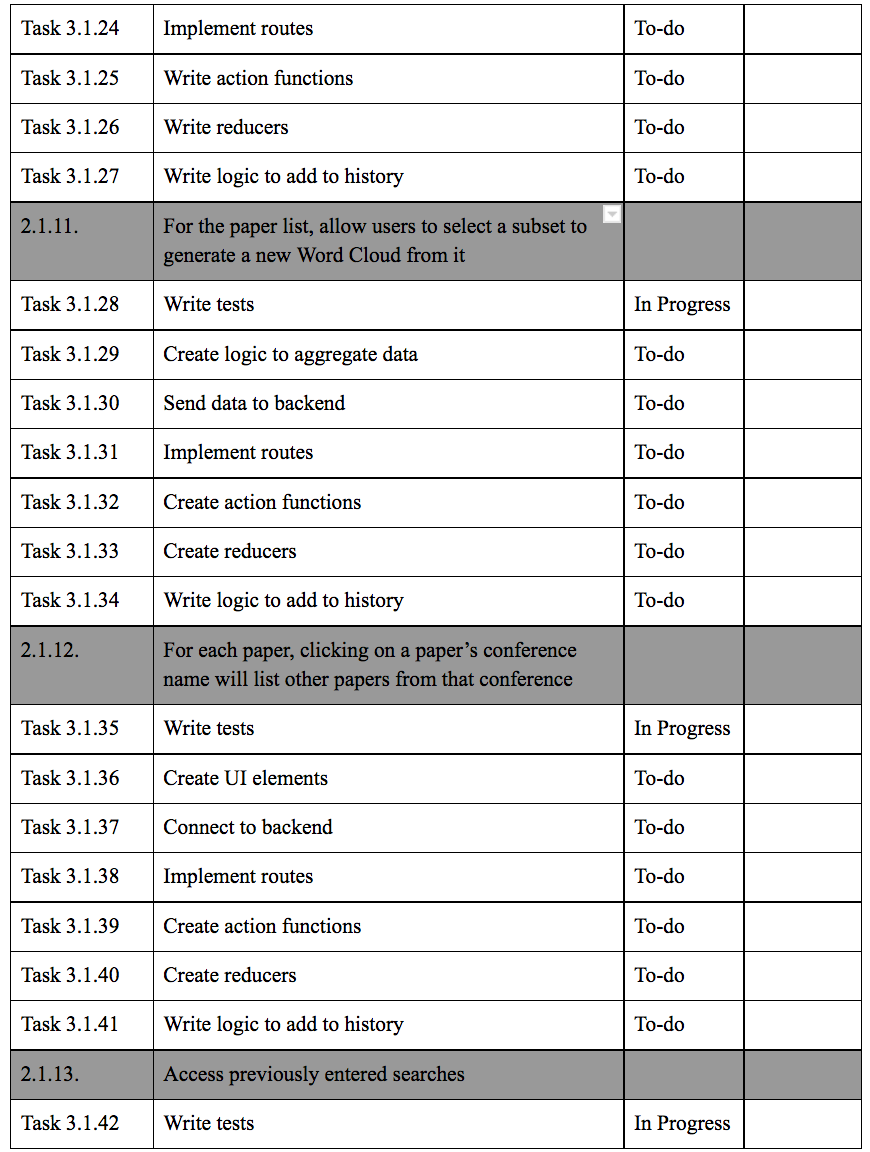 Task 3.1.24 Implement routes To-do
Task 3.1.25 Write action functions To-do
Task 3.1.26 Write reducers To-do
Task 3.1.27 Write logic to add to history To-do
2.1.11. For the paper list, allow users to select a subset to
generate a new Word Cloud from it
Task 3.1.28 Write tests In Progress
Task 3.1.29 Create logic to aggregate data To-do
Task 3.1.30 Send data to backend To-do
Task 3.1.31 Implement routes To-do
Task 3.1.32 Create action functions To-do
Task 3.1.33 Create reducers To-do
Task 3.1.34 Write logic to add to history To-do
2.1.12. For each paper, clicking on a paper’s conference
name will list other papers from that conference
Task 3.1.35 Write tests In Progress
Task 3.1.36 Create UI elements To-do
Task 3.1.37 Connect to backend To-do
Task 3.1.38 Implement routes To-do
Task 3.1.39 Create action functions To-do
Task 3.1.40 Create reducers To-do
Task 3.1.41 Write logic to add to history To-do
2.1.13. Access previously entered searches
Task 3.1.42 Write tests In Progress